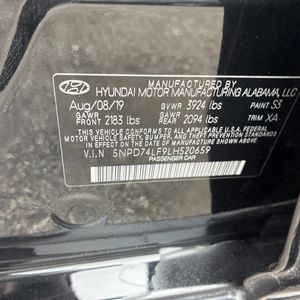 MANUFACTURED BY
HYUNDAI MOTOR MANUFACTURING ALABAMA, LLC
Aug/08/19 GVWR 3924 lbs PAINT S3
GAWR FRONT 2183 lbs GAWR REAR 2094 lbs TRIM XA
THIS VEHICLE CONFORMS TO ALL APPLICABLE FEDERAL
MOTOR VEHICLE SAFETY, BUMPER, AND THEFT PREVENTION STANDARDS
IN EFFECT ON THE DATE OF MANUFACTURE SHOWN ABOVE.
V.I.N 5NPD74LF9LH520659
PASSENGER CAR